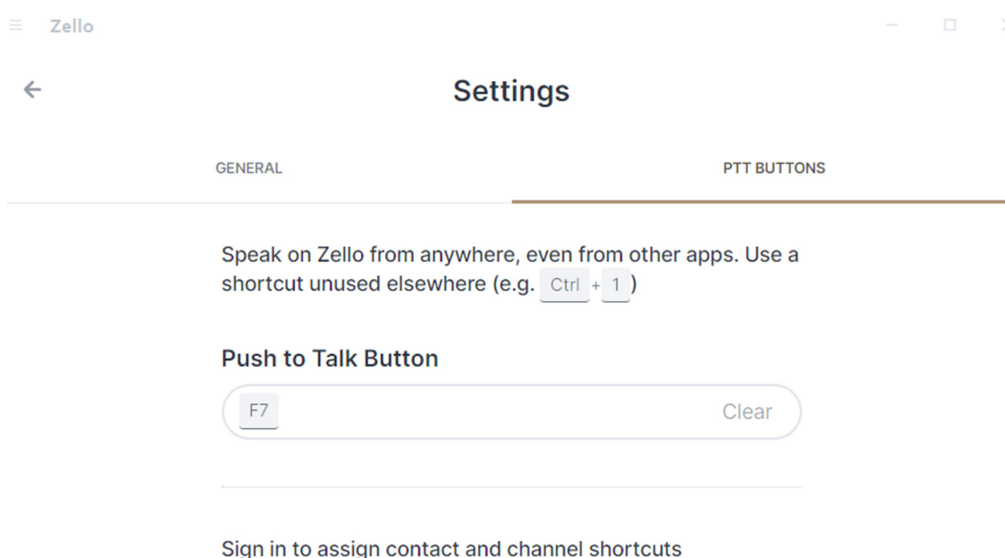 Zello
Settings
GENERAL
PTT BUTTONS
Speak on Zello from anywhere, even from other apps. Use a
shortcut unused elsewhere (e.g. Ctrl + 1 )
Push to Talk Button
F7 Clear
Sign in to assign contact and channel shortcuts